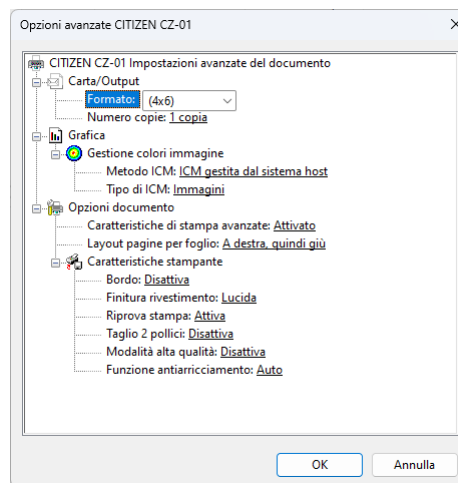 Opzioni avanzate CITIZEN CZ-01
CITIZEN CZ-01 Impostazioni avanzate del documento
Carta/Output
Formato: (4x6)
Numero copie: 1 copia
Grafica
Gestione colori immagine
Metodo ICM: ICM gestita dal sistema host
Tipo di ICM: Immagini
Opzioni documento
Caratteristiche di stampa avanzate: Attivato
Layout pagine per foglio: A destra, quindi giù
Caratteristiche stampante
Bordo: Disattiva
Finitura rivestimento: Lucida
Riprova stampa: Attiva
Taglio 2 pollici: Disattiva
Modalità alta qualità: Disattiva
Funzione antiarricciamento: Auto
OK Annulla